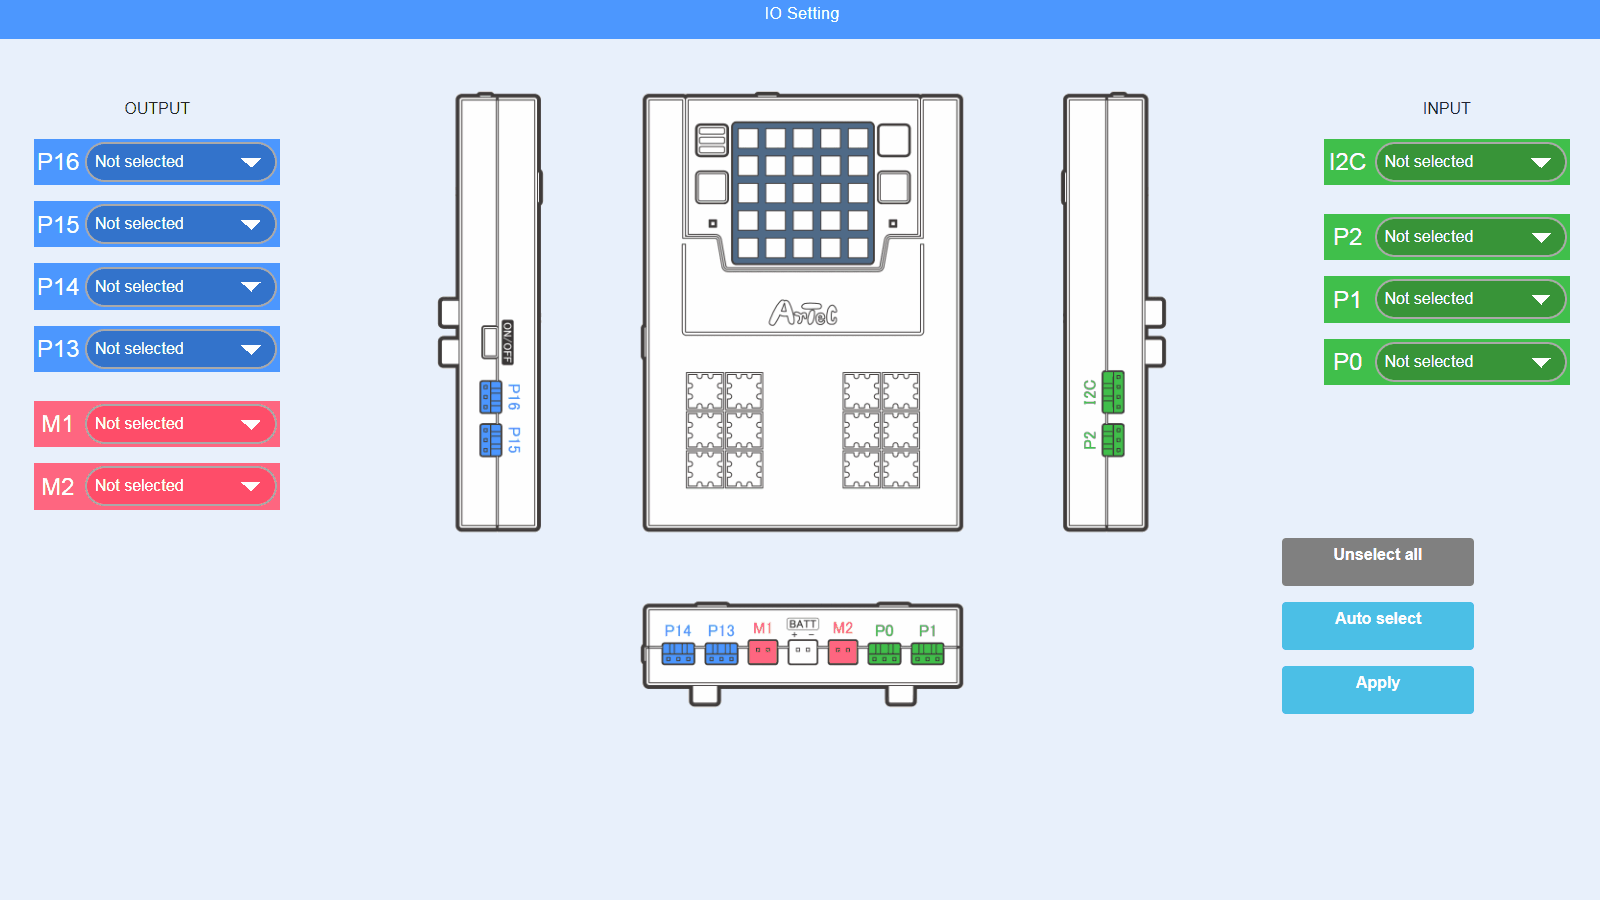 IO Setting
OUTPUT
P16 Not selected
P15 Not selected
P14 Not selected
P13 Not selected
M1 Not selected
M2 Not selected
ON/OFF
P16
P15
Artec
I2C
P2
P14 P13 M1 BATT M2 P0 P1
+ −
INPUT
I2C Not selected
P2 Not selected
P1 Not selected
P0 Not selected
Unselect all
Auto select
Apply